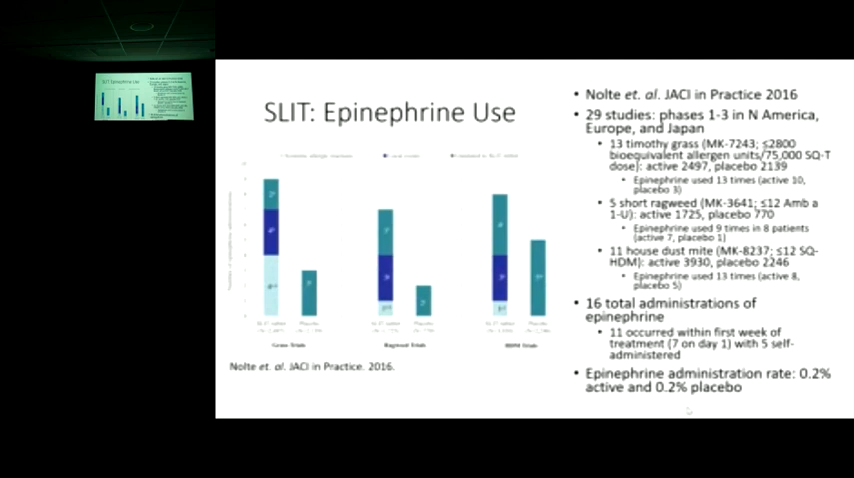 SLIT: Epinephrine Use
Grass Trials
Ragweed Trials
HDM Trials
Nolte et. al. JACI in Practice. 2016.
• Nolte et. al. JACI in Practice 2016
• 29 studies: phases 1-3 in N America,
Europe, and Japan
• 13 timothy grass (MK-7243; ≤2800
bioequivalent allergen units/75,000 SQ-T
dose): active 2497, placebo 2139
• Epinephrine used 13 times (active 10,
placebo 3)
• 5 short ragweed (MK-3641; ≤12 Amb a
1-U): active 1725, placebo 770
• Epinephrine used 9 times in 8 patients
(active 7, placebo 1)
• 11 house dust mite (MK-8237; ≤12 SQ-
HDM): active 3930, placebo 2246
• Epinephrine used 13 times (active 8,
placebo 5)
• 16 total administrations of
epinephrine
• 11 occurred within first week of
treatment (7 on day 1) with 5 self-
administered
• Epinephrine administration rate: 0.2%
active and 0.2% placebo